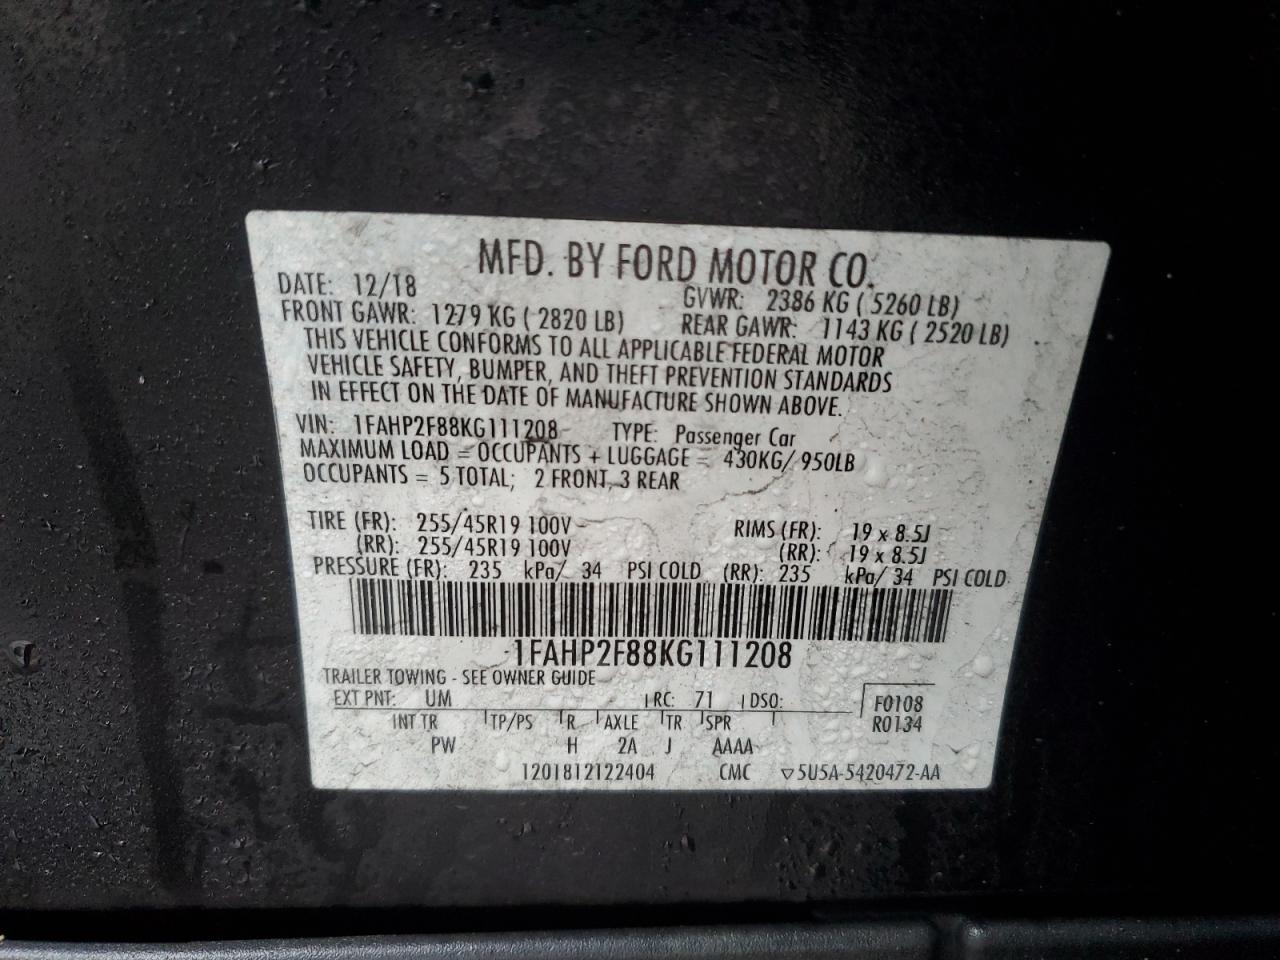 MFD. BY FORD MOTOR CO.
DATE: 12/18 GVWR: 2386 KG ( 5260 LB)
FRONT GAWR: 1279 KG ( 2820 LB) REAR GAWR: 1143 KG ( 2520 LB)
THIS VEHICLE CONFORMS TO ALL APPLICABLE FEDERAL MOTOR
VEHICLE SAFETY, BUMPER, AND THEFT PREVENTION STANDARDS
IN EFFECT ON THE DATE OF MANUFACTURE SHOWN ABOVE.
VIN: 1FAHP2F88KG111208 TYPE: Passenger Car
MAXIMUM LOAD = OCCUPANTS + LUGGAGE = 430KG/ 950LB
OCCUPANTS = 5 TOTAL; 2 FRONT, 3 REAR
TIRE (FR): 255/45R19 100V RIMS (FR): 19 x 8.5J
(RR): 255/45R19 100V (RR): 19 x 8.5J
PRESSURE (FR): 235 kPa/ 34 PSI COLD (RR): 235 kPa/ 34 PSI COLD
1FAHP2F88KG111208
TRAILER TOWING - SEE OWNER GUIDE
EXT PNT: UM RC: 71 DSO: F0108
INT TR TP/PS R AXLE TR SPR R0134
PW H 2A J AAAA
1201812122404 CMC ▽5U5A-5420472-AA